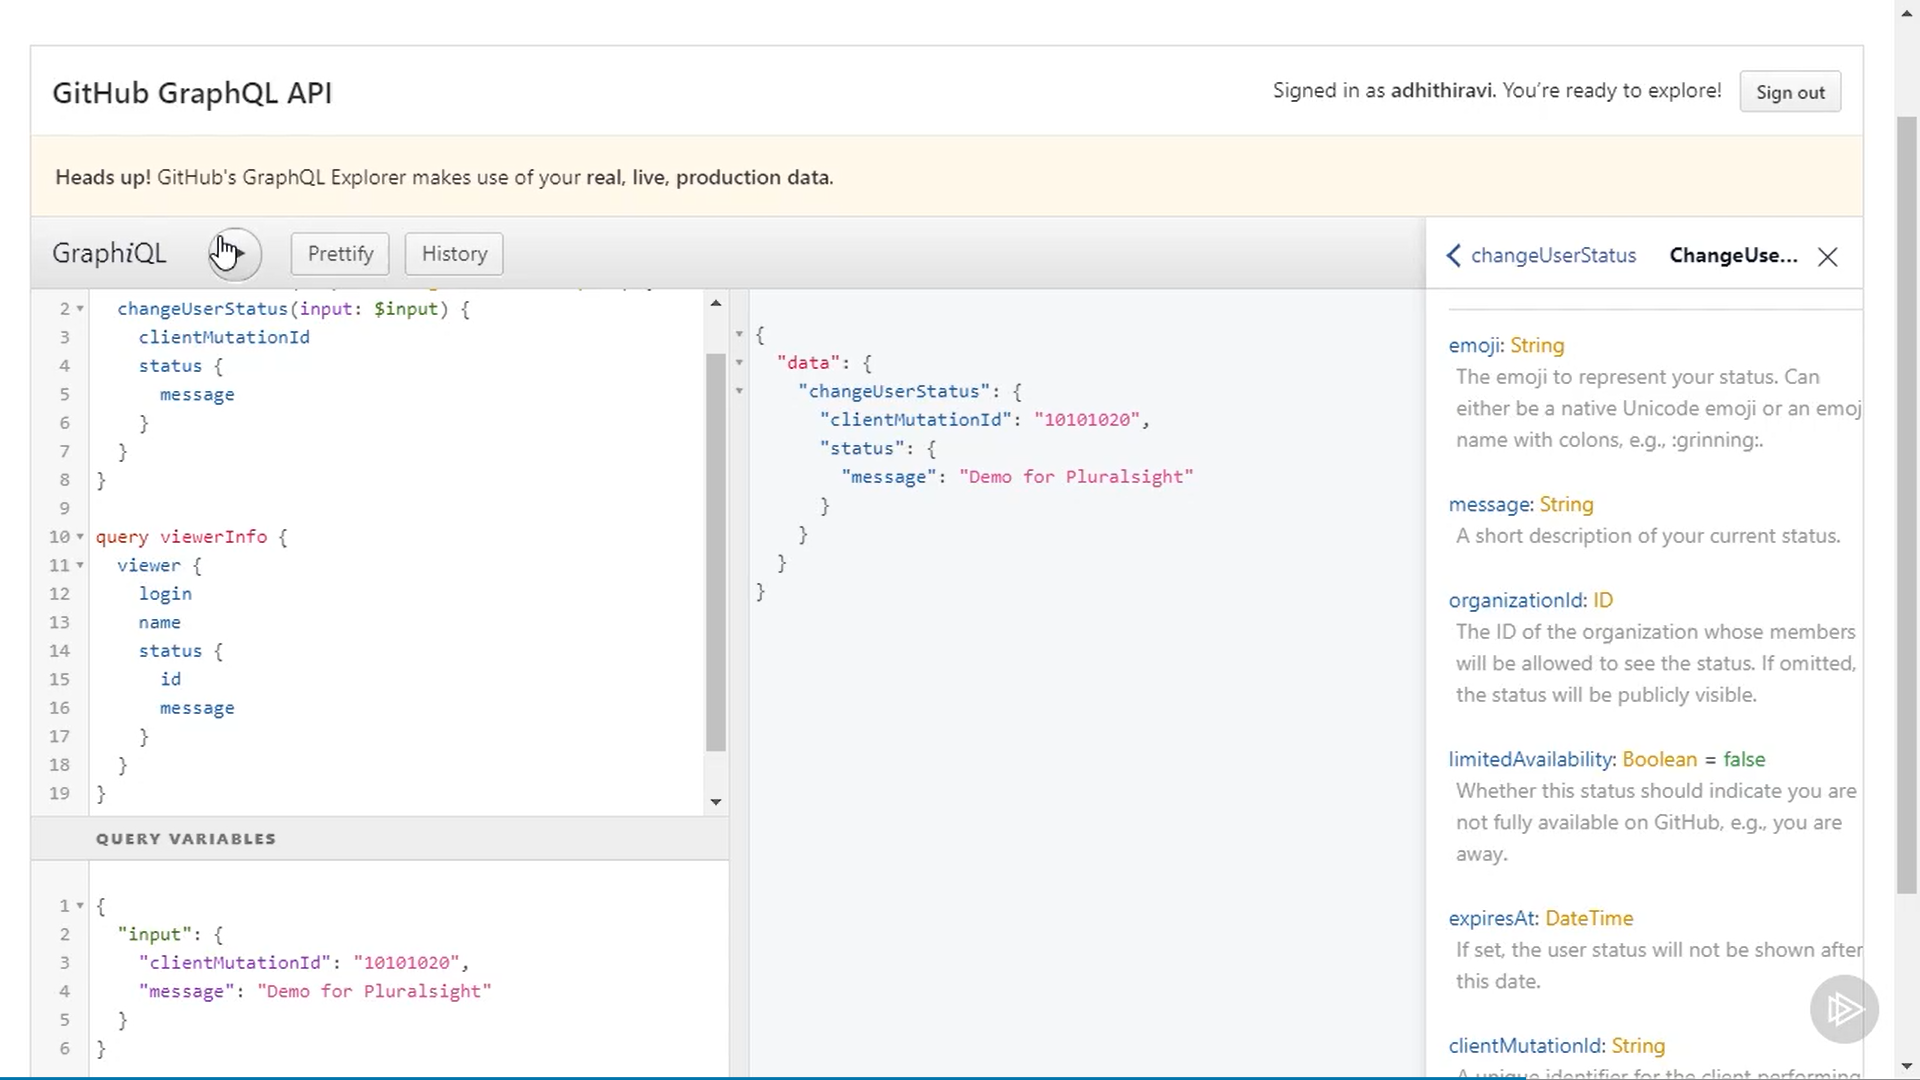 GitHub GraphQL API
Signed in as adhithiravi. You're ready to explore!
Sign out
Heads up! GitHub's GraphQL Explorer makes use of your real, live, production data.
GraphiQL
Prettify
History
changeUserStatus
ChangeUse...
2 changeUserStatus(input: $input) {
3 clientMutationId
4 status {
5 message
6 }
7 }
8 }
9
10 query viewerInfo {
11 viewer {
12 login
13 name
14 status {
15 id
16 message
17 }
18 }
19 }
QUERY VARIABLES
1 {
2 "input": {
3 "clientMutationId": "10101020",
4 "message": "Demo for Pluralsight"
5 }
6 }
{
"data": {
"changeUserStatus": {
"clientMutationId": "10101020",
"status": {
"message": "Demo for Pluralsight"
}
}
}
}
emoji: String
The emoji to represent your status. Can
either be a native Unicode emoji or an emoj
name with colons, e.g., :grinning:.
message: String
A short description of your current status.
organizationId: ID
The ID of the organization whose members
will be allowed to see the status. If omitted,
the status will be publicly visible.
limitedAvailability: Boolean = false
Whether this status should indicate you are
not fully available on GitHub, e.g., you are
away.
expiresAt: DateTime
If set, the user status will not be shown after
this date.
clientMutationId: String
A unique identifier for the client performing